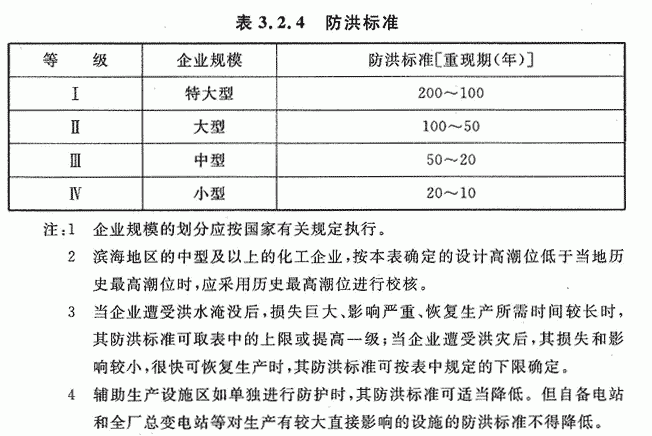 表 3.2.4 防洪标准
等 级 企业规模 防洪标准[重现期(年)]
Ⅰ 特大型 200～100
Ⅱ 大型 100～50
Ⅲ 中型 50～20
Ⅳ 小型 20～10
注:1 企业规模的划分应按国家有关规定执行。
2 滨海地区的中型及以上的化工企业,按本表确定的设计高潮位低于当地历
史最高潮位时,应采用历史最高潮位进行校核。
3 当企业遭受洪水淹没后,损失巨大、影响严重、恢复生产所需时间较长时,
其防洪标准可取表中的上限或提高一级;当企业遭受洪灾后,其损失和影
响较小,很快可恢复生产时,其防洪标准可按表中规定的下限确定。
4 辅助生产设施区如单独进行防护时,其防洪标准可适当降低。但自备电站
和全厂总变电站等对生产有较大直接影响的设施的防洪标准不得降低。